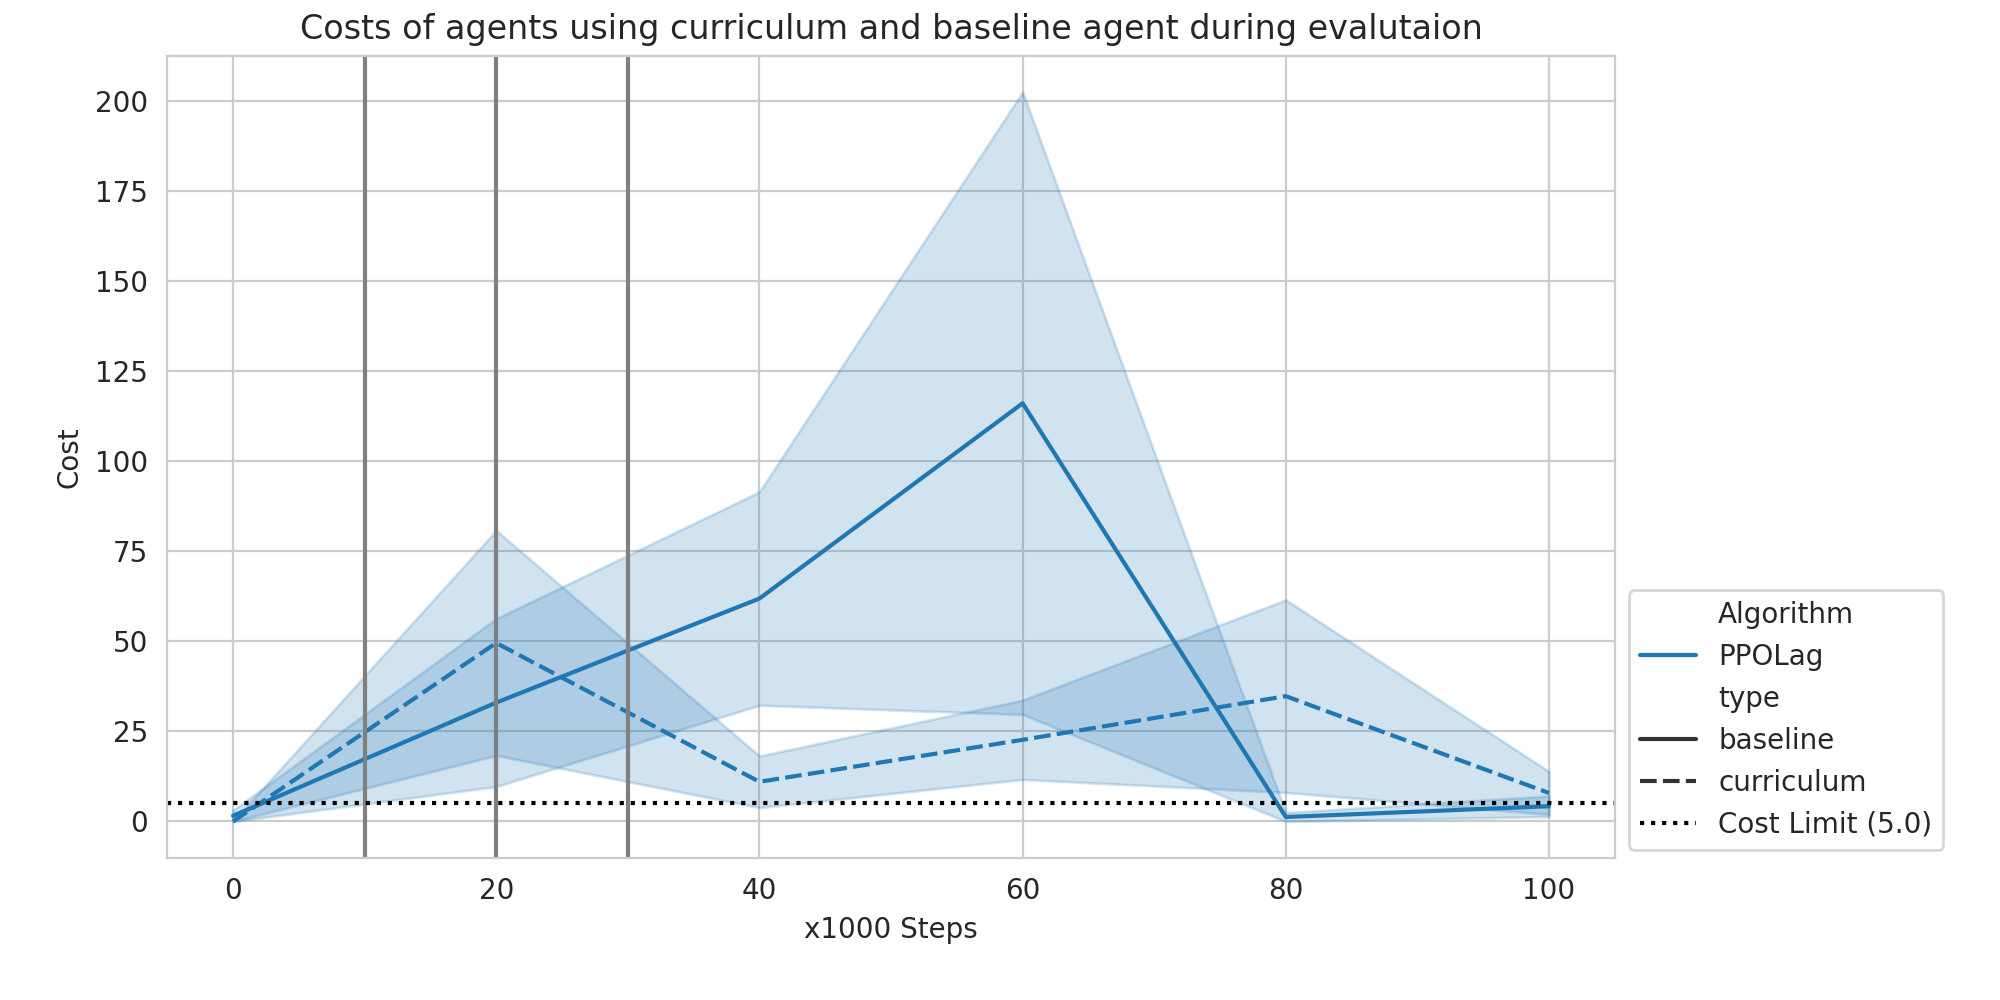 Costs of agents using curriculum and baseline agent during evalutaion
200
175
150
125
100
75
50
25
0
Cost
0 20 40 60 80 100
x1000 Steps
Algorithm
PPOLag
type
baseline
curriculum
Cost Limit (5.0)